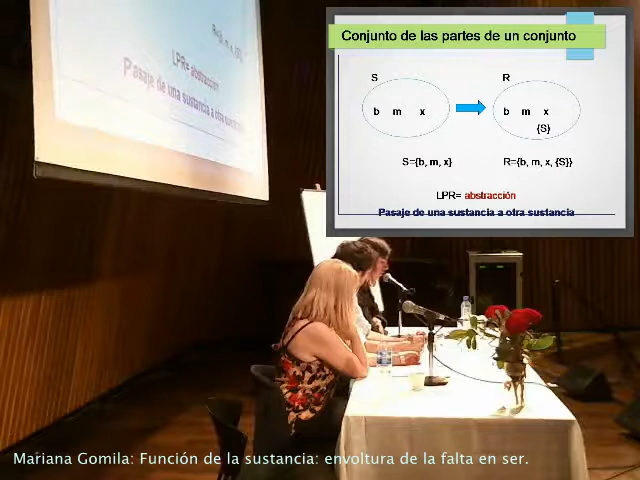 Conjunto de las partes de un conjunto
S R
b m x b m x
{S}
S={b, m, x} R={b, m, x, {S}}
LPR= abstracción
Pasaje de una sustancia a otra sustancia
LPR= abstracción
Pasaje de una sustancia a otra sustancia
Mariana Gomila: Función de la sustancia: envoltura de la falta en ser.